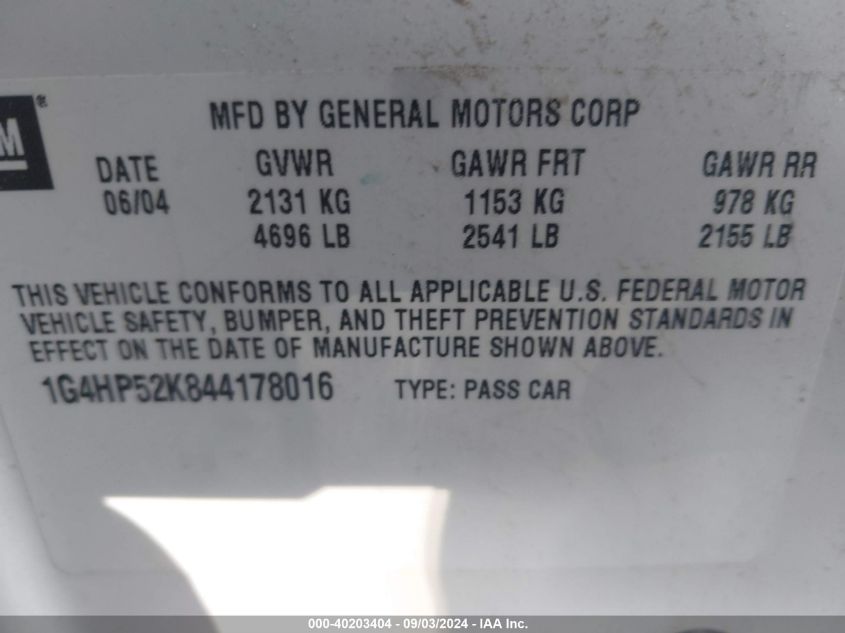 M®
MFD BY GENERAL MOTORS CORP
DATE GVWR GAWR FRT GAWR RR
06/04 2131 KG 1153 KG 978 KG
4696 LB 2541 LB 2155 LB
THIS VEHICLE CONFORMS TO ALL APPLICABLE U.S. FEDERAL MOTOR
VEHICLE SAFETY, BUMPER, AND THEFT PREVENTION STANDARDS IN
EFFECT ON THE DATE OF MANUFACTURE SHOWN ABOVE.
1G4HP52K844178016 TYPE: PASS CAR
000-40203404 - 09/03/2024 - IAA Inc.